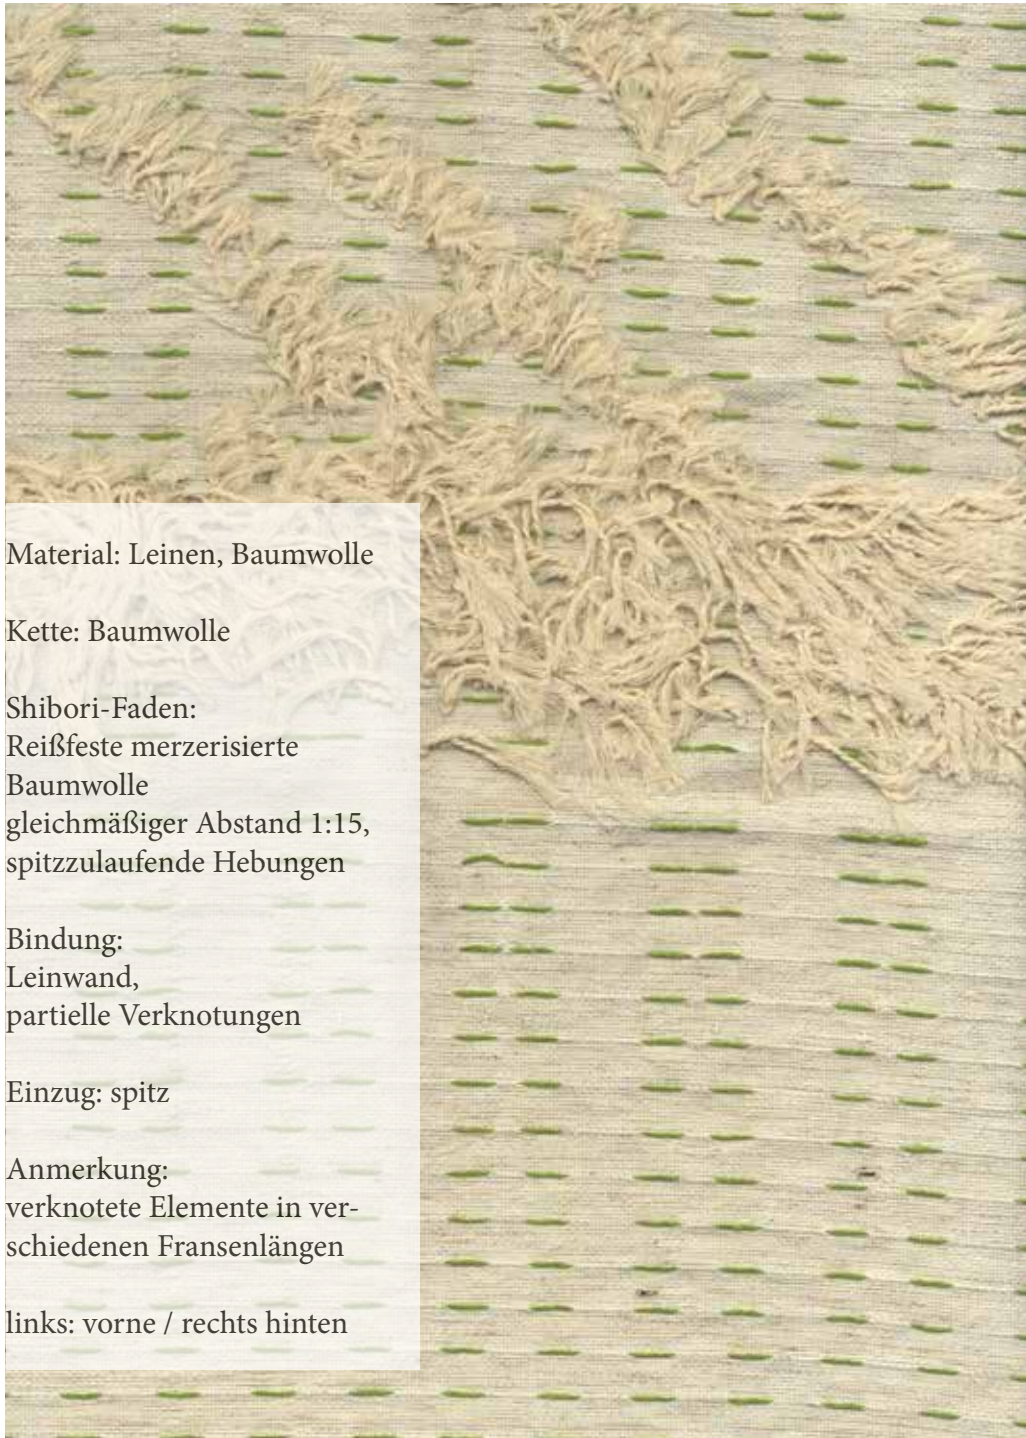 Material: Leinen, Baumwolle
Kette: Baumwolle
Shibori-Faden:
Reißfeste merzerisierte
Baumwolle
gleichmäßiger Abstand 1:15,
spitzzulaufende Hebungen
Bindung:
Leinwand,
partielle Verknotungen
Einzug: spitz
Anmerkung:
verknotete Elemente in ver-
schiedenen Fransenlängen
links: vorne / rechts hinten